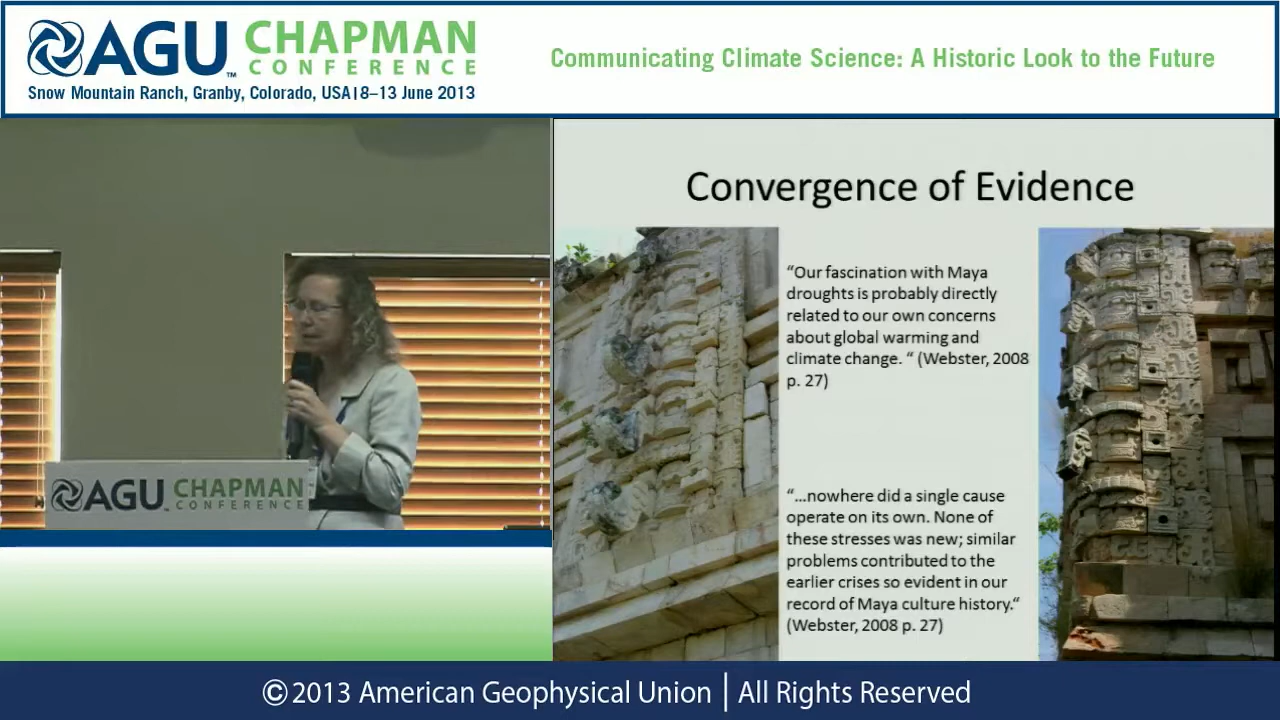 AGU™ CHAPMAN CONFERENCE
Snow Mountain Ranch, Granby, Colorado, USA|8–13 June 2013
Communicating Climate Science: A Historic Look to the Future
AGU CHAPMAN
CONFERENCE
Convergence of Evidence
“Our fascination with Maya
droughts is probably directly
related to our own concerns
about global warming and
climate change. “ (Webster, 2008
p. 27)
“…nowhere did a single cause
operate on its own. None of
these stresses was new; similar
problems contributed to the
earlier crises so evident in our
record of Maya culture history.“
(Webster, 2008 p. 27)
©2013 American Geophysical Union | All Rights Reserved